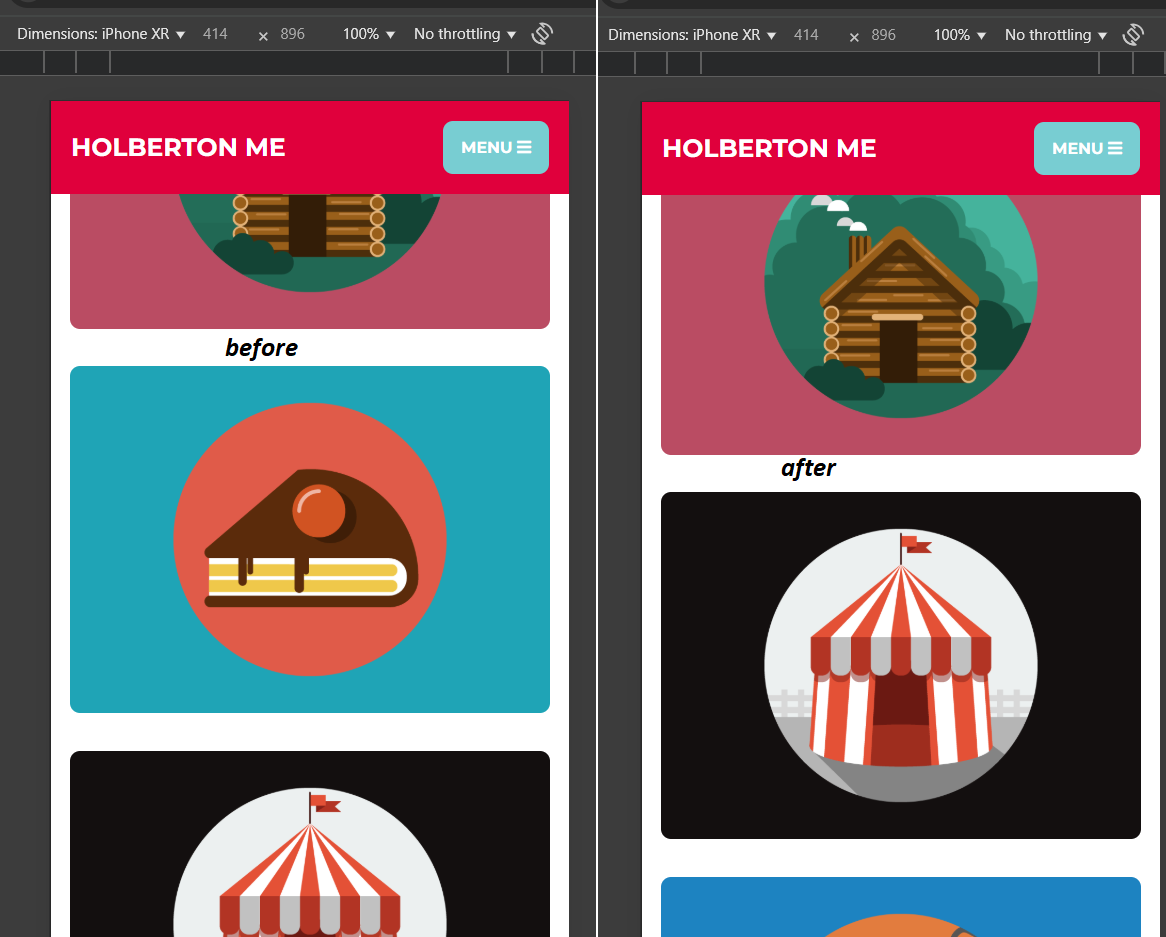 Dimensions: iPhone XR ▼ 414 × 896 100% ▼ No throttling ▼
HOLBERTON ME MENU
before
Dimensions: iPhone XR ▼ 414 × 896 100% ▼ No throttling ▼
HOLBERTON ME MENU
after